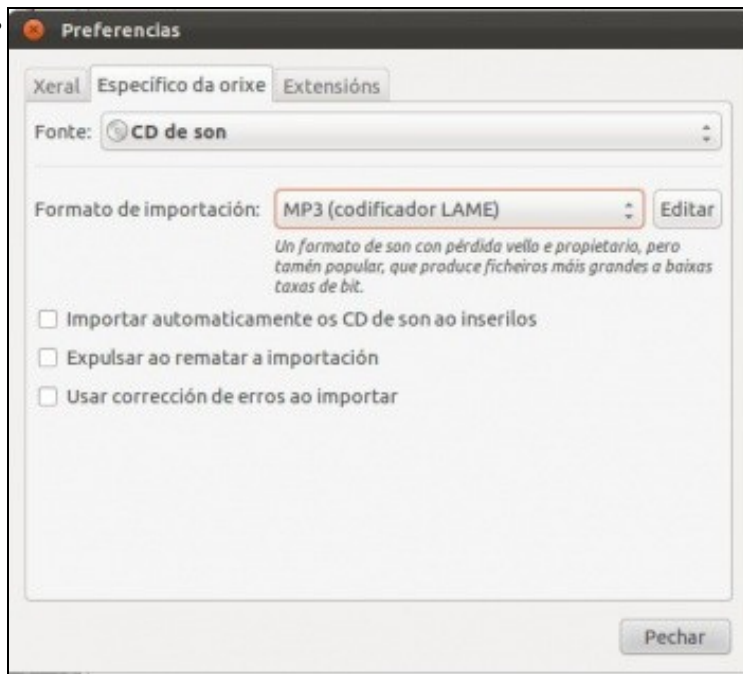 Preferencias
Xeral Específico da orixe Extensións
Fonte: CD de son
Formato de importación: MP3 (codificador LAME) Editar
Un formato de son con pérdida vello e propietario, pero
tamén popular, que produce ficheiros máis grandes a baixas
taxas de bit.
Importar automaticamente os CD de son ao inserilos
Expulsar ao rematar a importación
Usar corrección de erros ao importar
Pechar